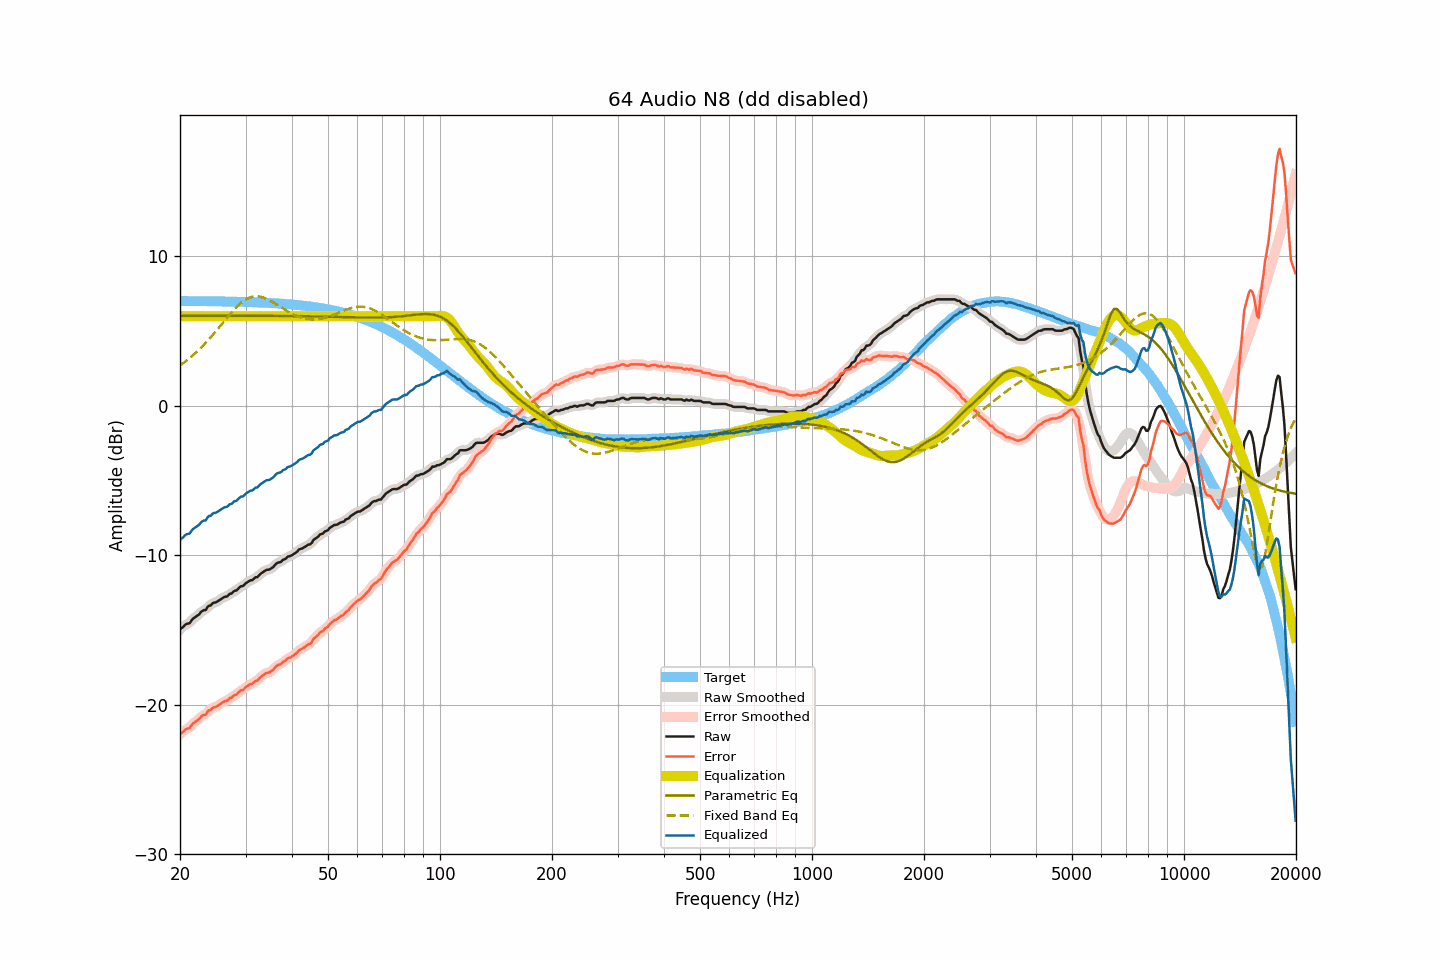 64 Audio N8 (dd disabled)
Amplitude (dBr)
10
0
−10
−20
−30
Target
Raw Smoothed
Error Smoothed
Raw
Error
Equalization
Parametric Eq
Fixed Band Eq
Equalized
20 50 100 200 500 1000 2000 5000 10000 20000
Frequency (Hz)